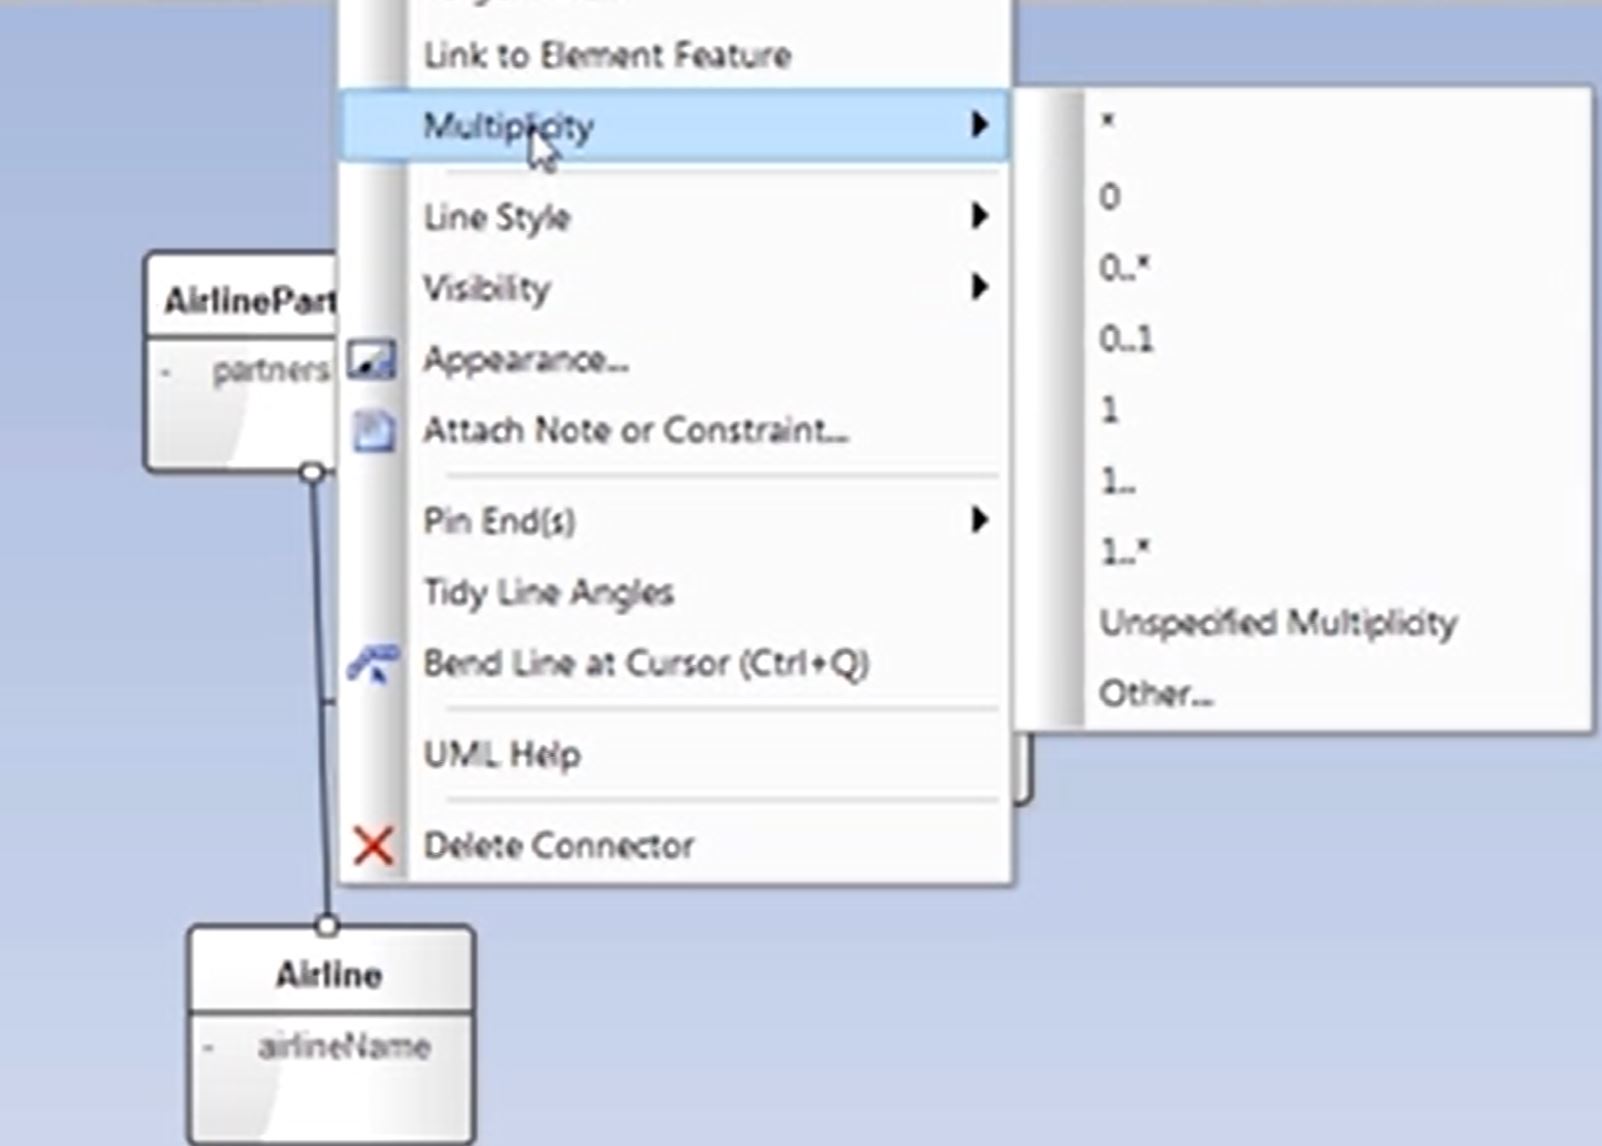 Link to Element Feature
Multiplicity
*
0
0..*
0..1
1
1..
1..*
Unspecified Multiplicity
Other...
Line Style
Visibility
Appearance...
Attach Note or Constraint...
Pin End(s)
Tidy Line Angles
Bend Line at Cursor (Ctrl+Q)
UML Help
Delete Connector
AirlinePart
- partners
Airline
- airlineName